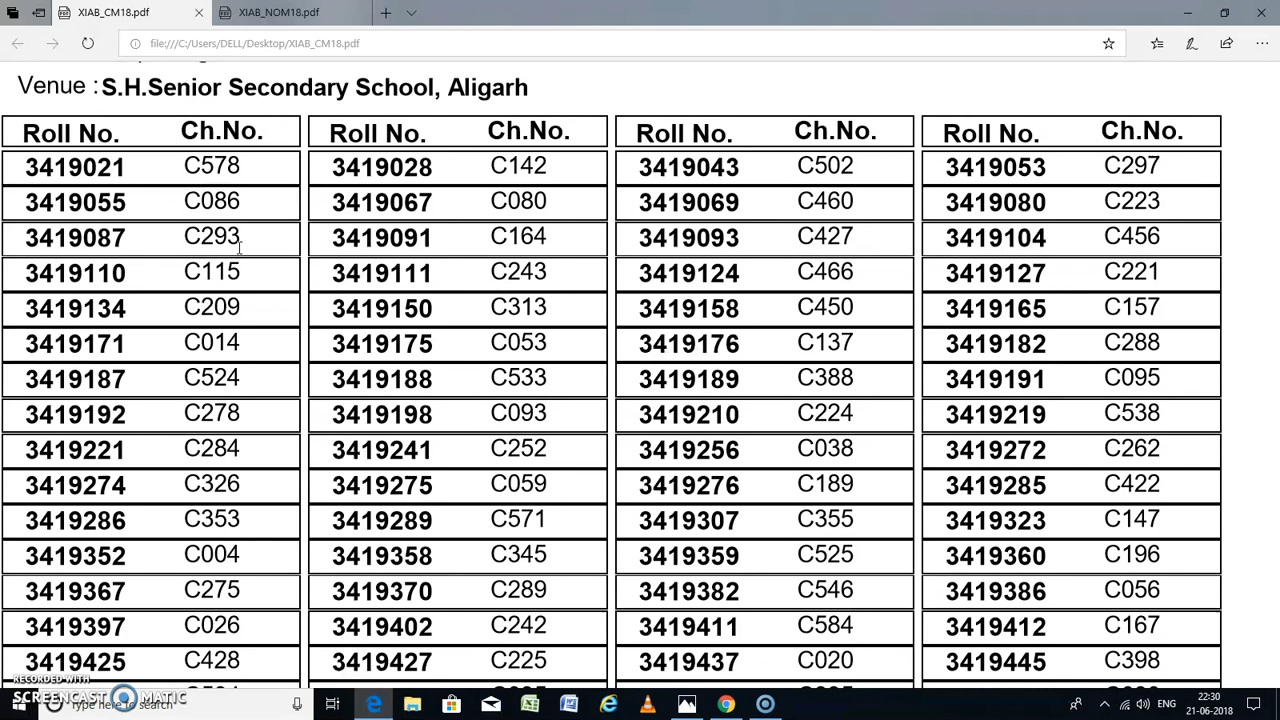 XIAB_CM18.pdf XIAB_NOM18.pdf
file:///C:/Users/DELL/Desktop/XIAB_CM18.pdf
Venue : S.H.Senior Secondary School, Aligarh
Roll No. Ch.No. Roll No. Ch.No. Roll No. Ch.No. Roll No. Ch.No.
3419021 C578 3419028 C142 3419043 C502 3419053 C297
3419055 C086 3419067 C080 3419069 C460 3419080 C223
3419087 C293 3419091 C164 3419093 C427 3419104 C456
3419110 C115 3419111 C243 3419124 C466 3419127 C221
3419134 C209 3419150 C313 3419158 C450 3419165 C157
3419171 C014 3419175 C053 3419176 C137 3419182 C288
3419187 C524 3419188 C533 3419189 C388 3419191 C095
3419192 C278 3419198 C093 3419210 C224 3419219 C538
3419221 C284 3419241 C252 3419256 C038 3419272 C262
3419274 C326 3419275 C059 3419276 C189 3419285 C422
3419286 C353 3419289 C571 3419307 C355 3419323 C147
3419352 C004 3419358 C345 3419359 C525 3419360 C196
3419367 C275 3419370 C289 3419382 C546 3419386 C056
3419397 C026 3419402 C242 3419411 C584 3419412 C167
3419425 C428 3419427 C225 3419437 C020 3419445 C398
RECORDED WITH
SCREENCAST MATIC
Type here to search
ENG
22:30
21-06-2018